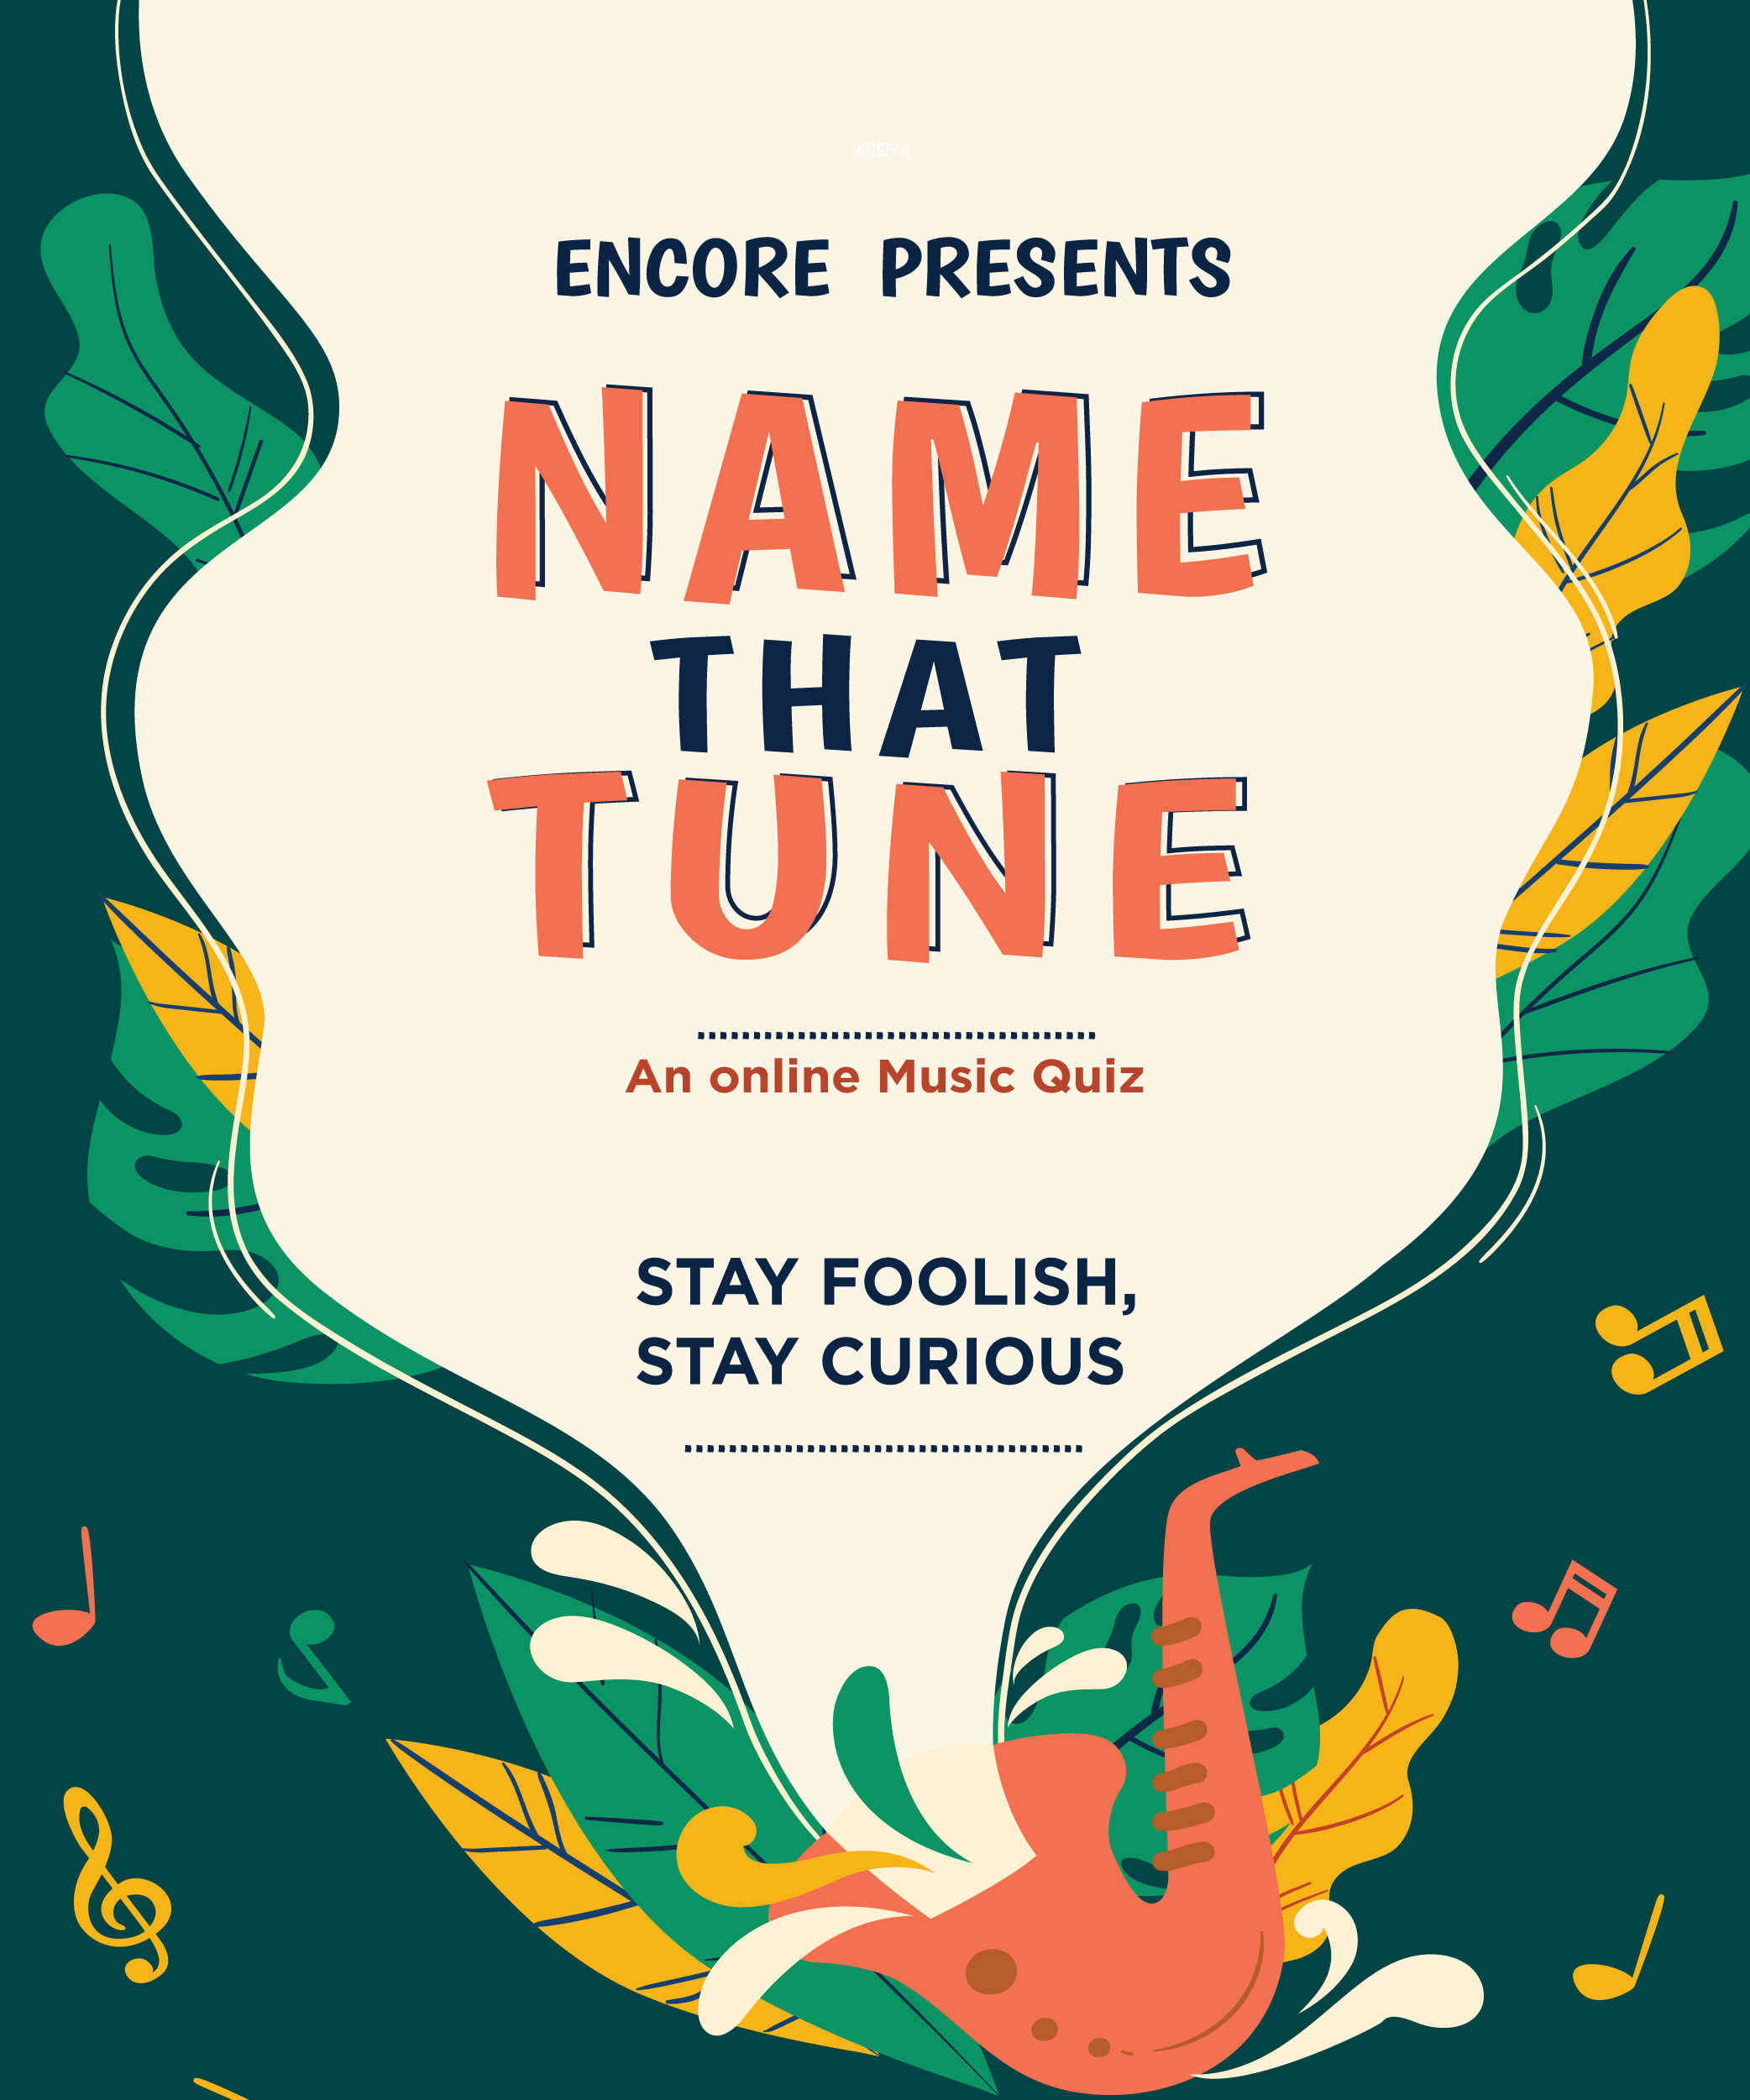 KREIVA
ENCORE PRESENTS
NAME
THAT
TUNE
An online Music Quiz
STAY FOOLISH,
STAY CURIOUS